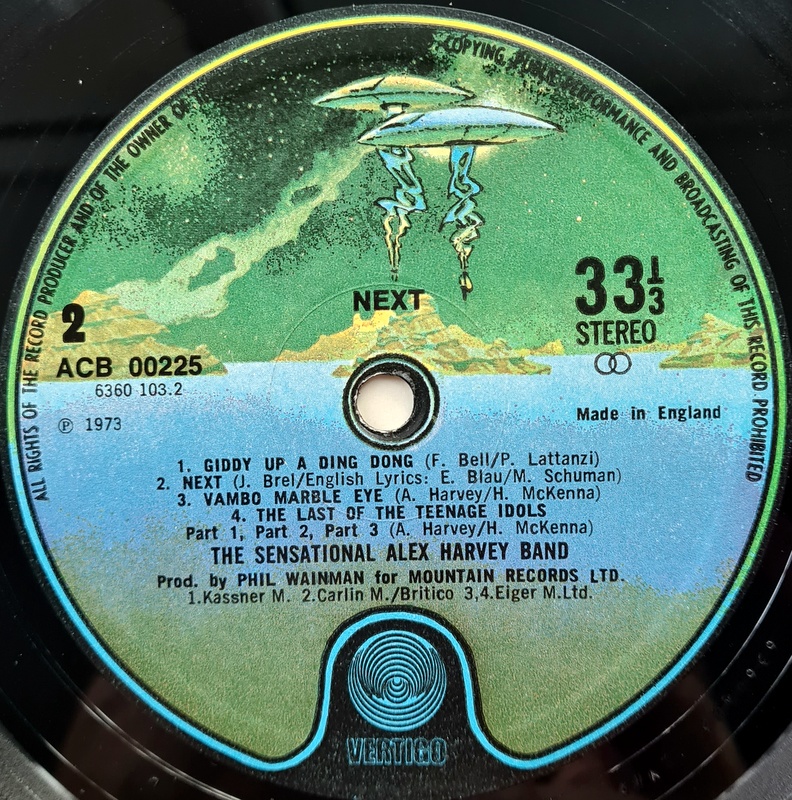 ALL RIGHTS OF THE RECORD PRODUCER AND OF THE OWNER OF
COPYING, PUBLIC PERFORMANCE AND BROADCASTING OF THIS RECORD PROHIBITED
NEXT
33 1/3
STEREO
2
ACB 00225
6360 103.2
Ⓟ 1973
Made in England
1. GIDDY UP A DING DONG (F. Bell/P. Lattanzi)
2. NEXT (J. Brel/English Lyrics: E. Blau/M. Schuman)
3. VAMBO MARBLE EYE (A. Harvey/H. McKenna)
4. THE LAST OF THE TEENAGE IDOLS
Part 1, Part 2, Part 3 (A. Harvey/H. McKenna)
THE SENSATIONAL ALEX HARVEY BAND
Prod. by PHIL WAINMAN for MOUNTAIN RECORDS LTD.
1.Kassner M. 2.Carlin M./Britico 3,4.Eiger M.Ltd.
VERTIGO